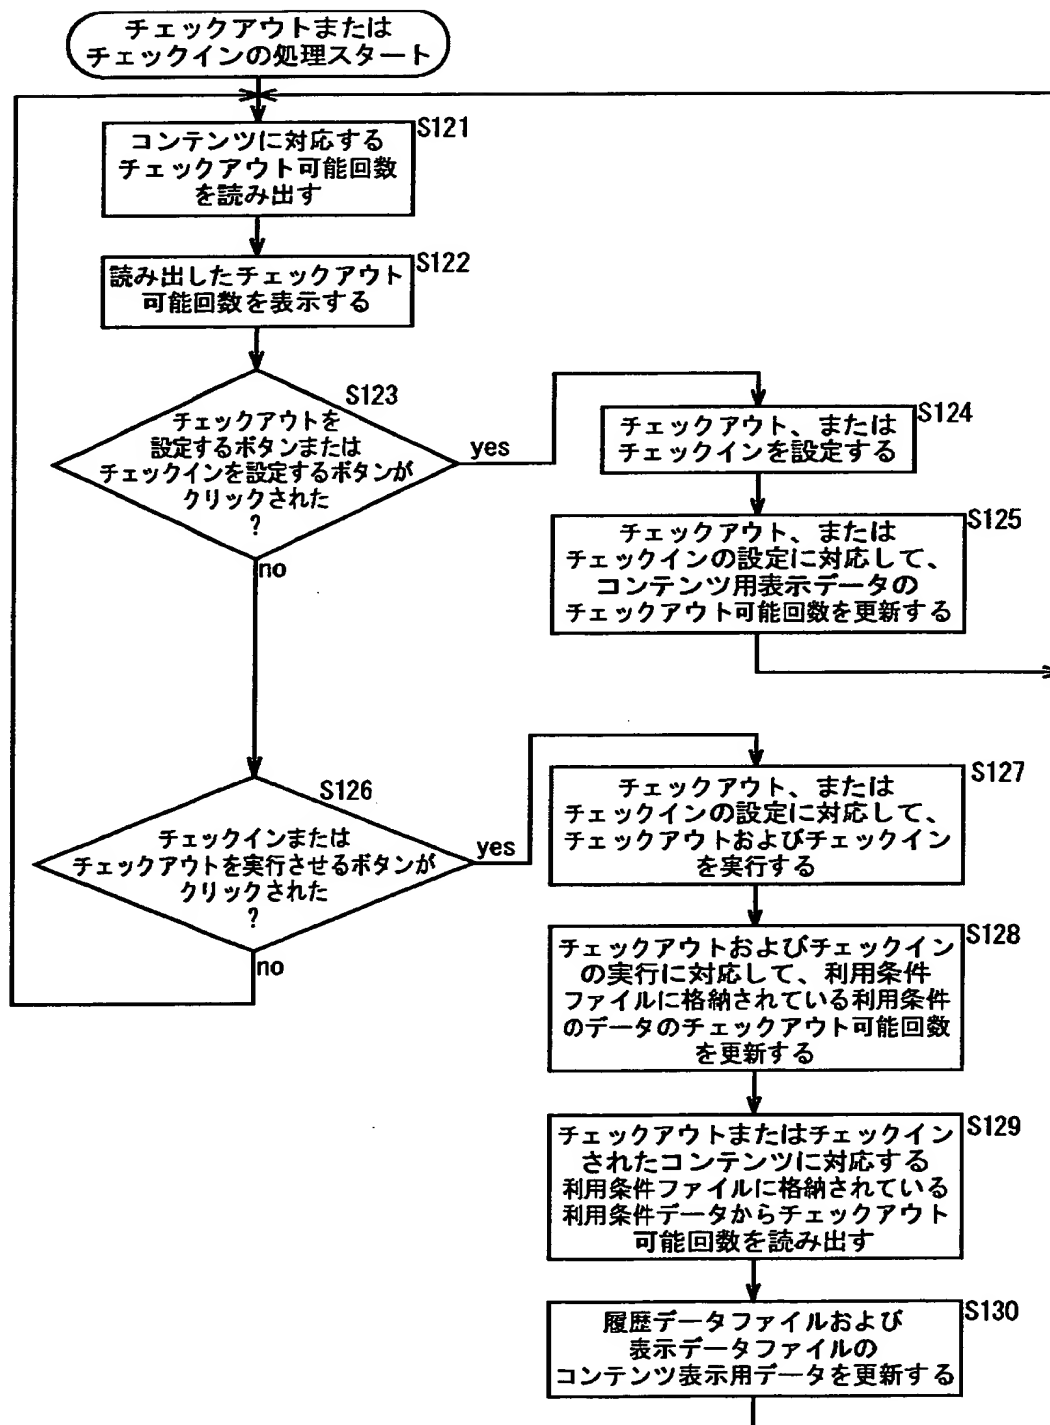 チェックアウトまたは
チェックインの処理スタート
S121
コンテンツに対応する
チェックアウト可能回数
を読み出す
S122
読み出したチェックアウト
可能回数を表示する
S123
チェックアウトを
設定するボタンまたは
チェックインを設定するボタンが
クリックされた
?
yes
no
S124
チェックアウト、または
チェックインを設定する
S125
チェックアウト、または
チェックインの設定に対応して、
コンテンツ用表示データの
チェックアウト可能回数を更新する
S126
チェックインまたは
チェックアウトを実行させるボタンが
クリックされた
?
yes
no
S127
チェックアウト、または
チェックインの設定に対応して、
チェックアウトおよびチェックイン
を実行する
S128
チェックアウトおよびチェックイン
の実行に対応して、利用条件
ファイルに格納されている利用条件
のデータのチェックアウト可能回数
を更新する
S129
チェックアウトまたはチェックイン
されたコンテンツに対応する
利用条件ファイルに格納されている
利用条件データからチェックアウト
可能回数を読み出す
S130
履歴データファイルおよび
表示データファイルの
コンテンツ表示用データを更新する